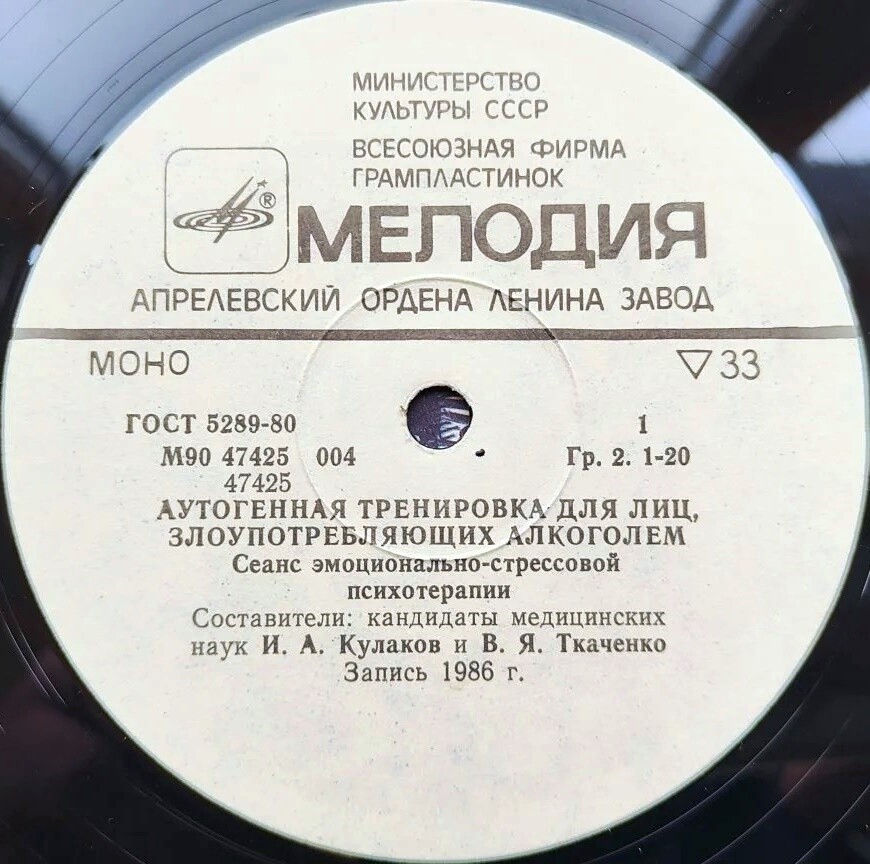 МИНИСТЕРСТВО
КУЛЬТУРЫ СССР
ВСЕСОЮЗНАЯ ФИРМА
ГРАМПЛАСТИНОК
®
МЕЛОДИЯ
АПРЕЛЕВСКИЙ ОРДЕНА ЛЕНИНА ЗАВОД
МОНО ▽33
ГОСТ 5289-80 1
М90 47425 004 Гр. 2. 1-20
47425
АУТОГЕННАЯ ТРЕНИРОВКА ДЛЯ ЛИЦ,
ЗЛОУПОТРЕБЛЯЮЩИХ АЛКОГОЛЕМ
Сеанс эмоционально-стрессовой
психотерапии
Составители: кандидаты медицинских
наук И. А. Кулаков и В. Я. Ткаченко
Запись 1986 г.